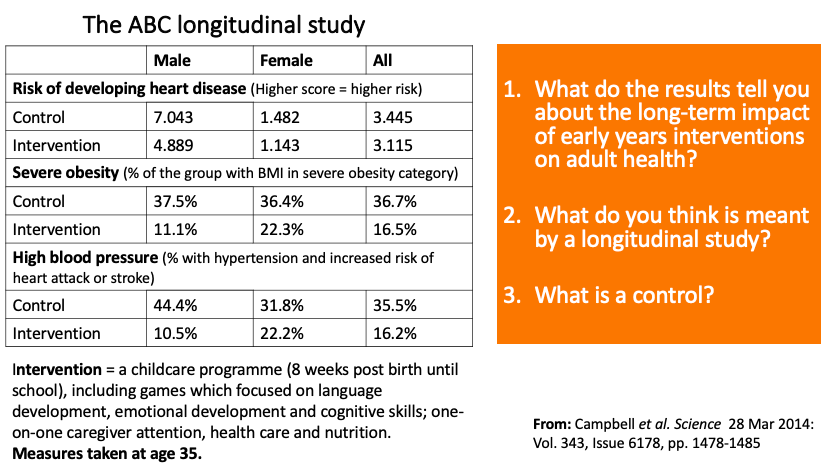 The ABC longitudinal study
Male Female All
Risk of developing heart disease (Higher score = higher risk)
Control 7.043 1.482 3.445
Intervention 4.889 1.143 3.115
Severe obesity (% of the group with BMI in severe obesity category)
Control 37.5% 36.4% 36.7%
Intervention 11.1% 22.3% 16.5%
High blood pressure (% with hypertension and increased risk of
heart attack or stroke)
Control 44.4% 31.8% 35.5%
Intervention 10.5% 22.2% 16.2%
Intervention = a childcare programme (8 weeks post birth until
school), including games which focused on language
development, emotional development and cognitive skills; one-
on-one caregiver attention, health care and nutrition.
Measures taken at age 35.
1. What do the results tell you
about the long-term impact
of early years interventions
on adult health?
2. What do you think is meant
by a longitudinal study?
3. What is a control?
From: Campbell et al. Science 28 Mar 2014:
Vol. 343, Issue 6178, pp. 1478-1485